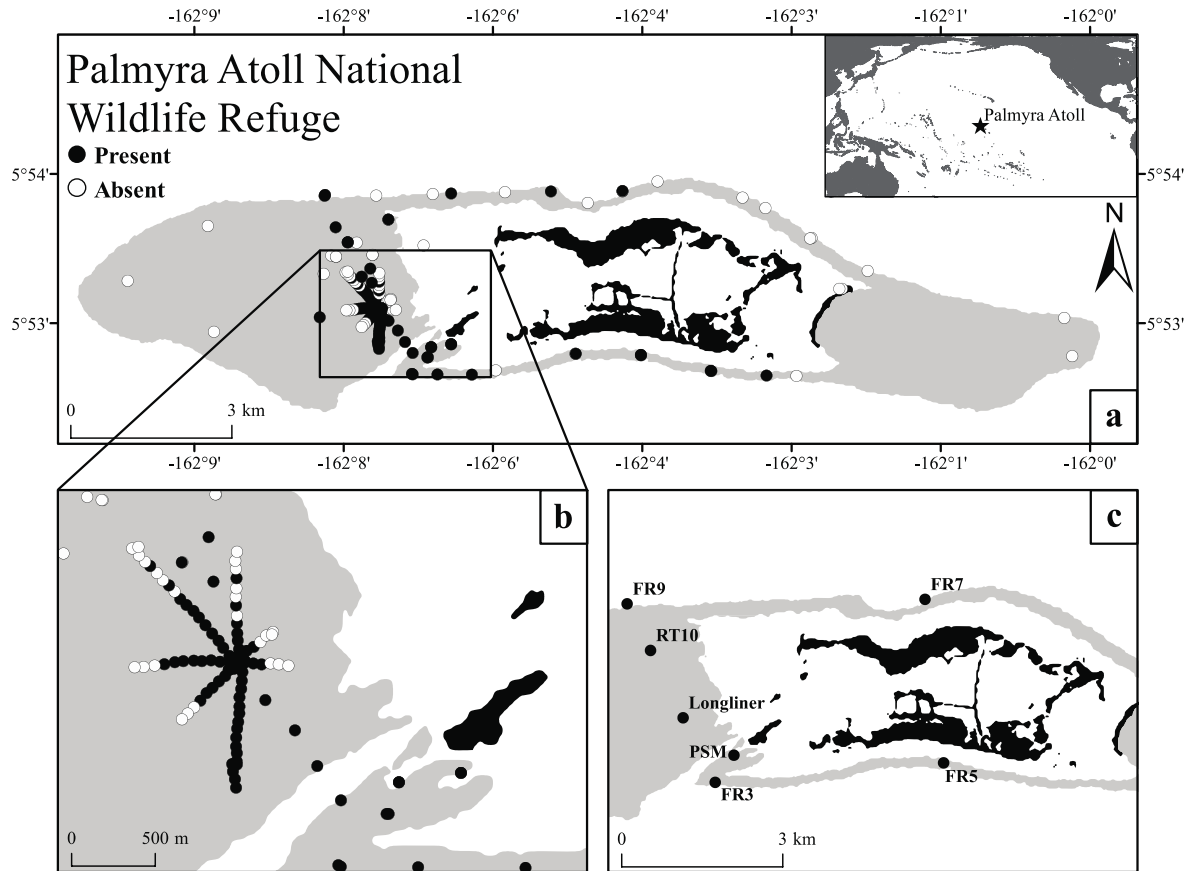 -162°9' -162°8' -162°6' -162°4' -162°3' -162°1' -162°0'
Palmyra Atoll National
Wildlife Refuge
Present
Absent
Palmyra Atoll
5°54' 5°54'
N
5°53' 5°53'
0 3 km
a
-162°9' -162°8' -162°6' -162°4' -162°3' -162°1' -162°0'
b
0 500 m
c
FR9
FR7
RT10
Longliner
PSM
FR5
FR3
0 3 km